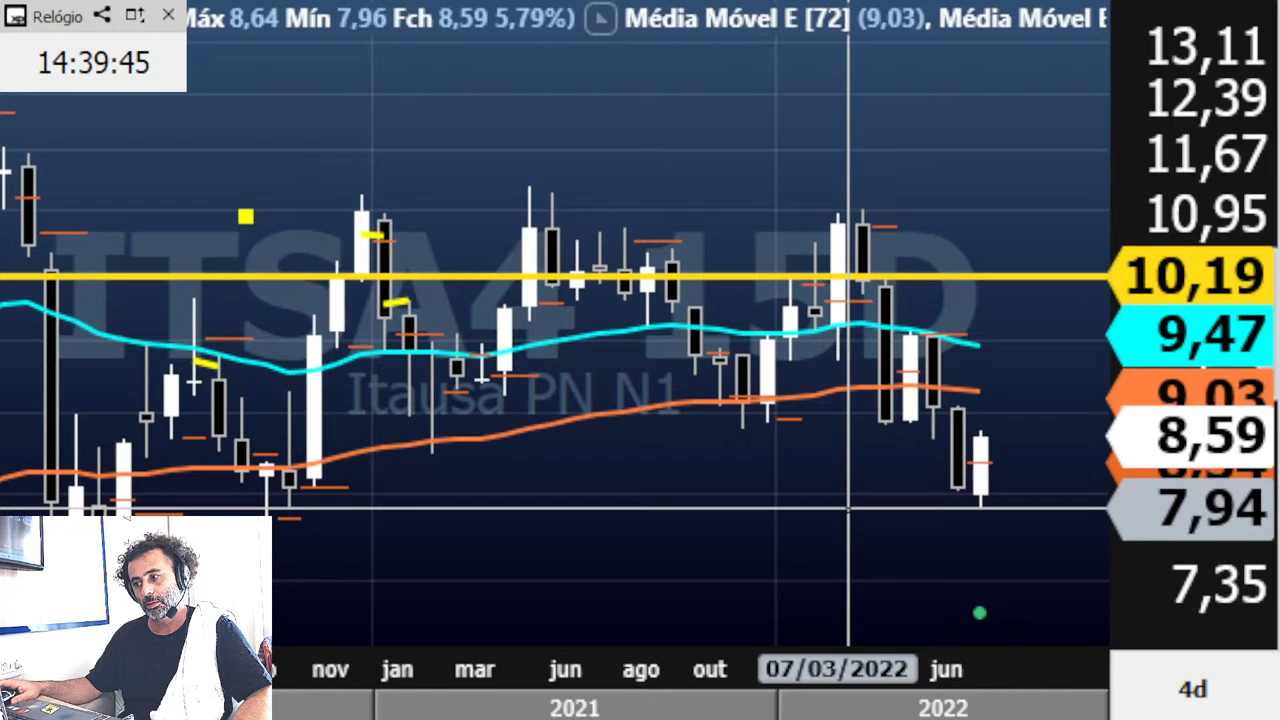 Relógio
14:39:45
Máx 8,64 Mín 7,96 Fch 8,59 5,79%) Média Móvel E [72] (9,03), Média Móvel E
ITSA4 15D
Itausa PN N1
13,11
12,39
11,67
10,95
10,19
9,47
9,03
8,59
7,94
7,35
nov jan mar jun ago out 07/03/2022 jun
4d
2021 2022